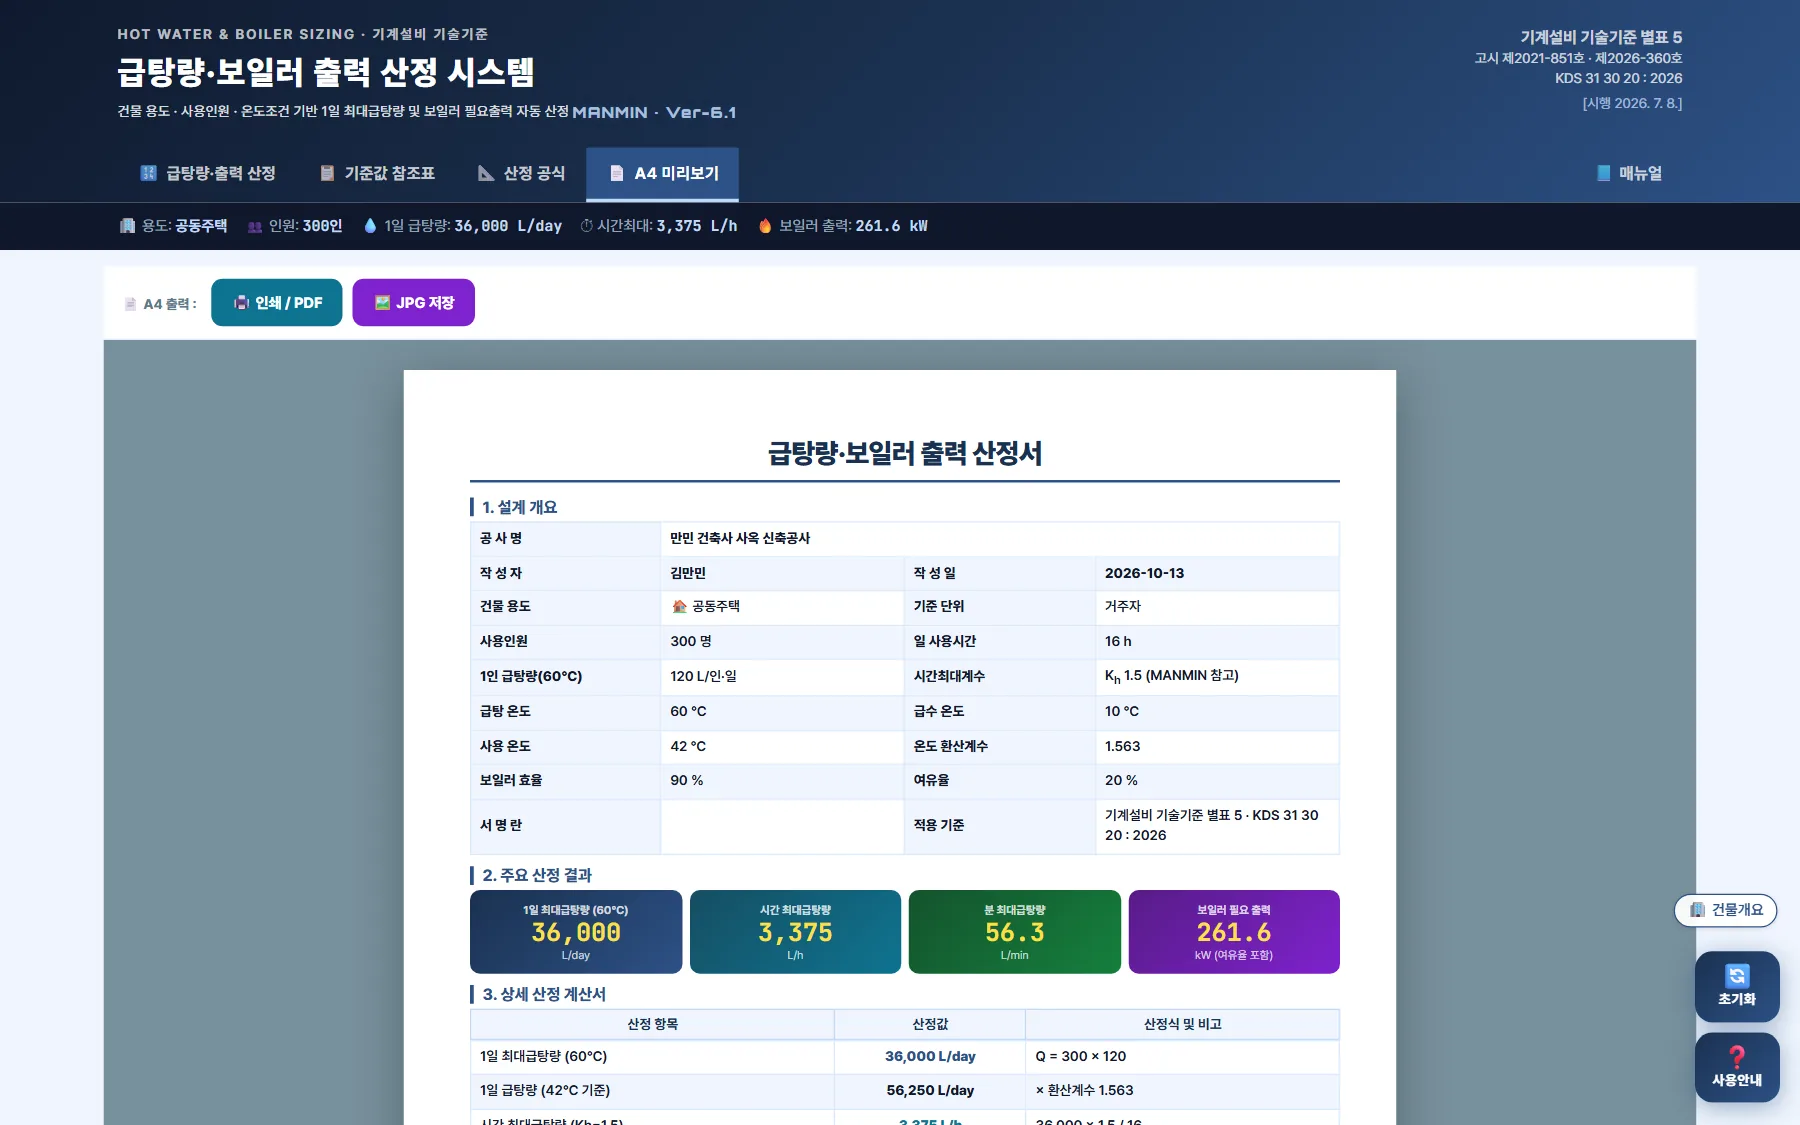 HOT WATER & BOILER SIZING · 기계설비 기술기준
급탕량·보일러 출력 산정 시스템
건물 용도 · 사용인원 · 온도조건 기반 1일 최대급탕량 및 보일러 필요출력 자동 산정 MANMIN · Ver-6.1
기계설비 기술기준 별표 5
고시 제2021-851호 · 제2026-360호
KDS 31 30 20 : 2026
[시행 2026. 7. 8.]
급탕량·출력 산정
기준값 참조표
산정 공식
A4 미리보기
매뉴얼
용도: 공동주택
인원: 300인
1일 급탕량: 36,000 L/day
시간최대: 3,375 L/h
보일러 출력: 261.6 kW
A4 출력 :
인쇄 / PDF
JPG 저장
급탕량·보일러 출력 산정서
1. 설계 개요
공 사 명 만민 건축사 사옥 신축공사
작 성 자 김만민 작 성 일 2026-10-13
건물 용도 공동주택 기준 단위 거주자
사용인원 300 명 일 사용시간 16 h
1인 급탕량(60°C) 120 L/인·일 시간최대계수 Kh 1.5 (MANMIN 참고)
급탕 온도 60 °C 급수 온도 10 °C
사용 온도 42 °C 온도 환산계수 1.563
보일러 효율 90 % 여유율 20 %
서 명 란 적용 기준 기계설비 기술기준 별표 5 · KDS 31 30
20 : 2026
2. 주요 산정 결과
1일 최대급탕량 (60°C)
36,000
L/day
시간 최대급탕량
3,375
L/h
분 최대급탕량
56.3
L/min
보일러 필요 출력
261.6
kW (여유율 포함)
3. 상세 산정 계산서
산정 항목 산정값 산정식 및 비고
1일 최대급탕량 (60°C) 36,000 L/day Q = 300 × 120
1일 급탕량 (42°C 기준) 56,250 L/day × 환산계수 1.563
시간 최대급탕량 (Kh=1.5) 3,375 L/h 36,000 × 1.5 / 16
건물개요
초기화
사용안내